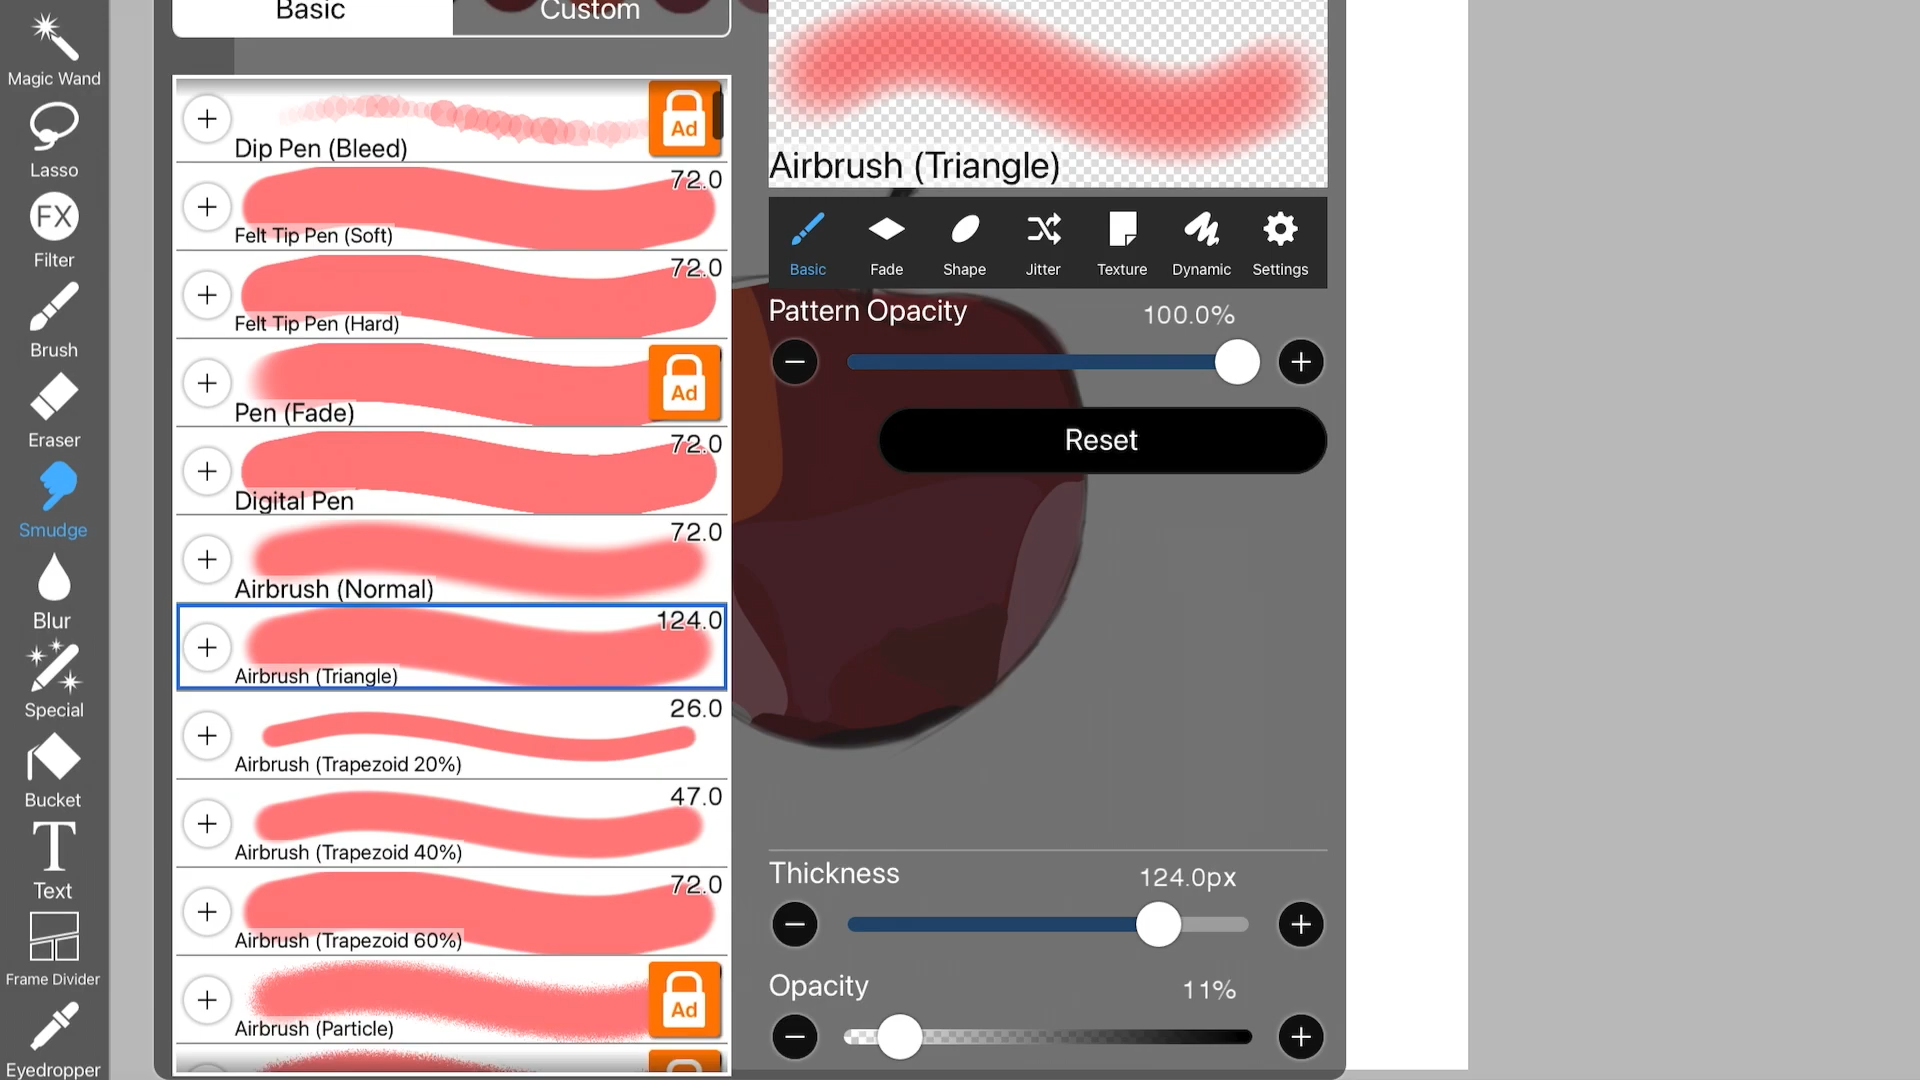 Basic
Custom
Magic Wand
Lasso
FX
Filter
Brush
Eraser
Smudge
Blur
Special
Bucket
T
Text
Frame Divider
Eyedropper
Ad
Dip Pen (Bleed)
72.0
Felt Tip Pen (Soft)
72.0
Felt Tip Pen (Hard)
Ad
Pen (Fade)
72.0
Digital Pen
72.0
Airbrush (Normal)
124.0
Airbrush (Triangle)
26.0
Airbrush (Trapezoid 20%)
47.0
Airbrush (Trapezoid 40%)
72.0
Airbrush (Trapezoid 60%)
Ad
Airbrush (Particle)
Airbrush (Triangle)
Basic Fade Shape Jitter Texture Dynamic Settings
Pattern Opacity 100.0%
Reset
Thickness 124.0px
Opacity 11%